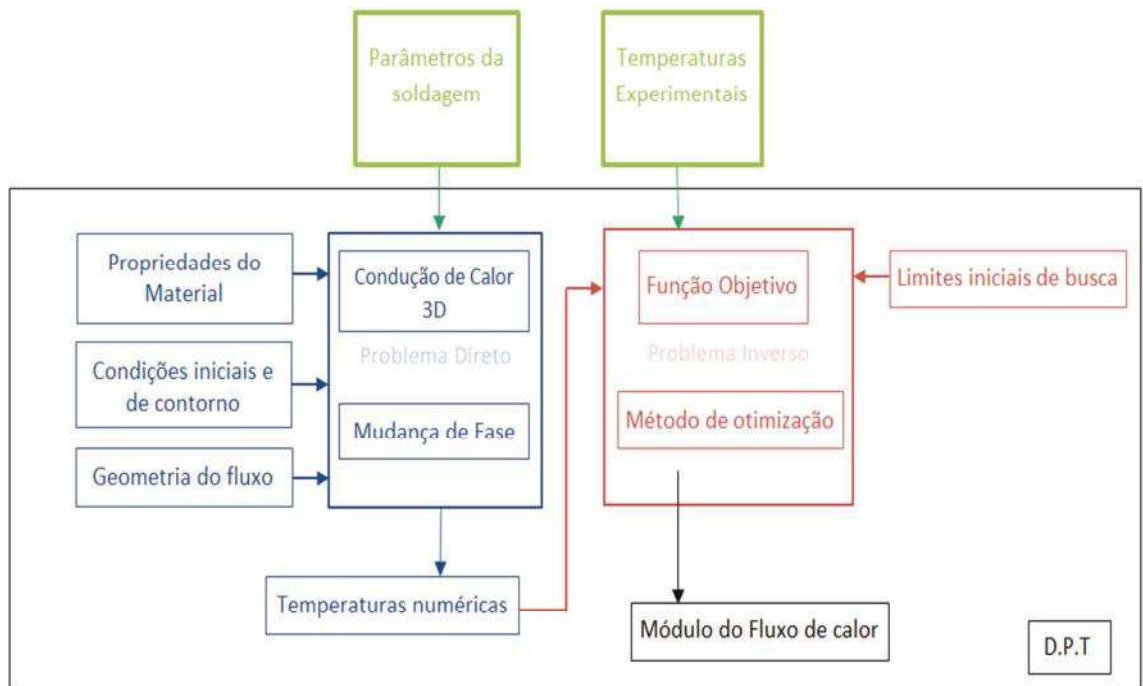 Parâmetros da
soldagem
Temperaturas
Experimentais
Propriedades do
Material
Condições iniciais e
de contorno
Geometria do fluxo
Condução de Calor
3D
Problema Direto
Mudança de Fase
Temperaturas numéricas
Função Objetivo
Problema Inverso
Método de otimização
Limites iniciais de busca
Módulo do Fluxo de calor
D.P.T